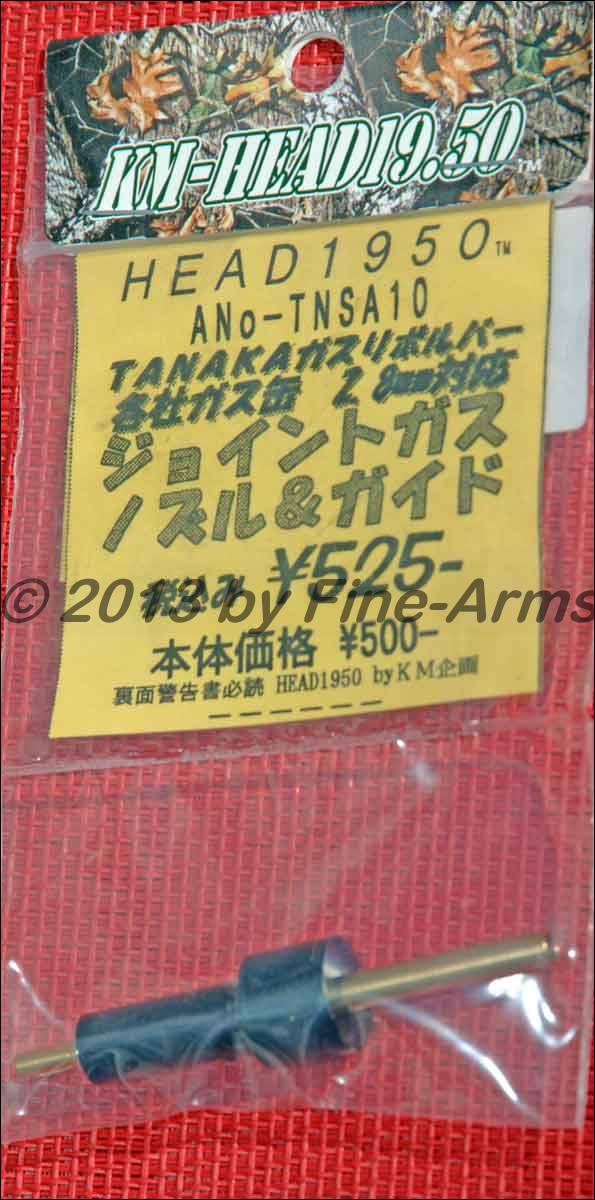 KM-HEAD19.50™
HEAD1950™
ANo-TNSA10
TANAKAガスリボルバー
各社ガス缶 28mm対応
ジョイントガス
ノズル&ガイド
税込み ¥525-
© 2013 by Fine-Arms
本体価格 ¥500-
裏面警告書必読 HEAD1950 byKM企画
------